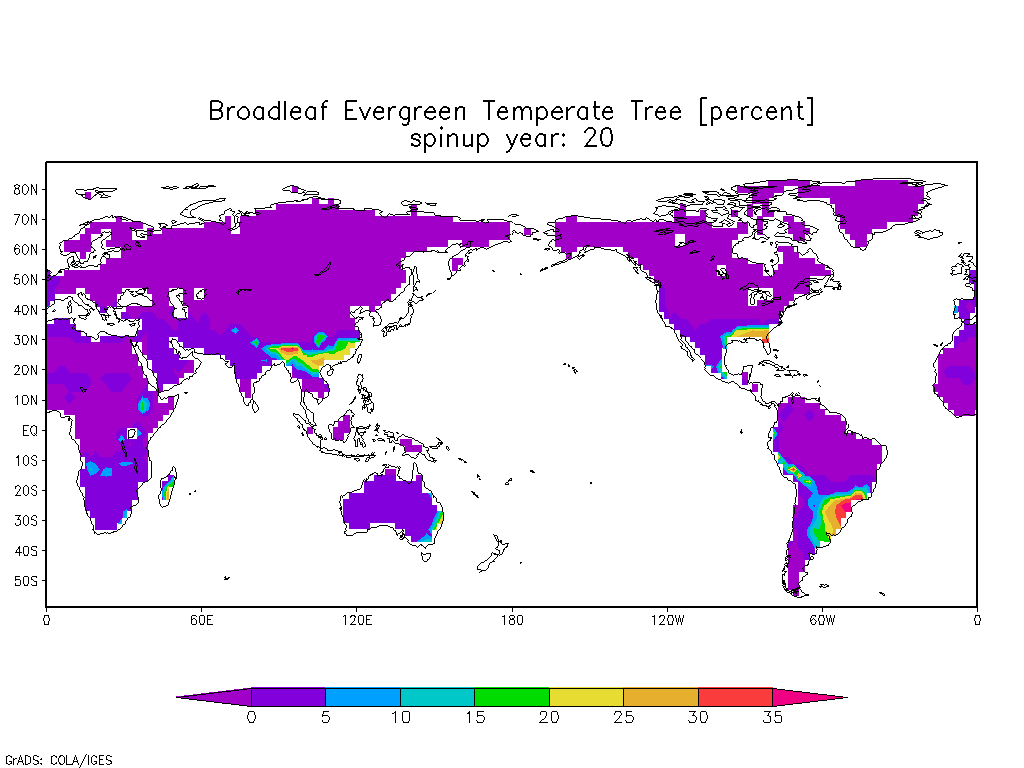 Broadleaf Evergreen Temperate Tree [percent]
spinup year: 20
80N
70N
60N
50N
40N
30N
20N
10N
EQ
10S
20S
30S
40S
50S
0 60E 120E 180 120W 60W 0
0 5 10 15 20 25 30 35
GrADS: COLA/IGES